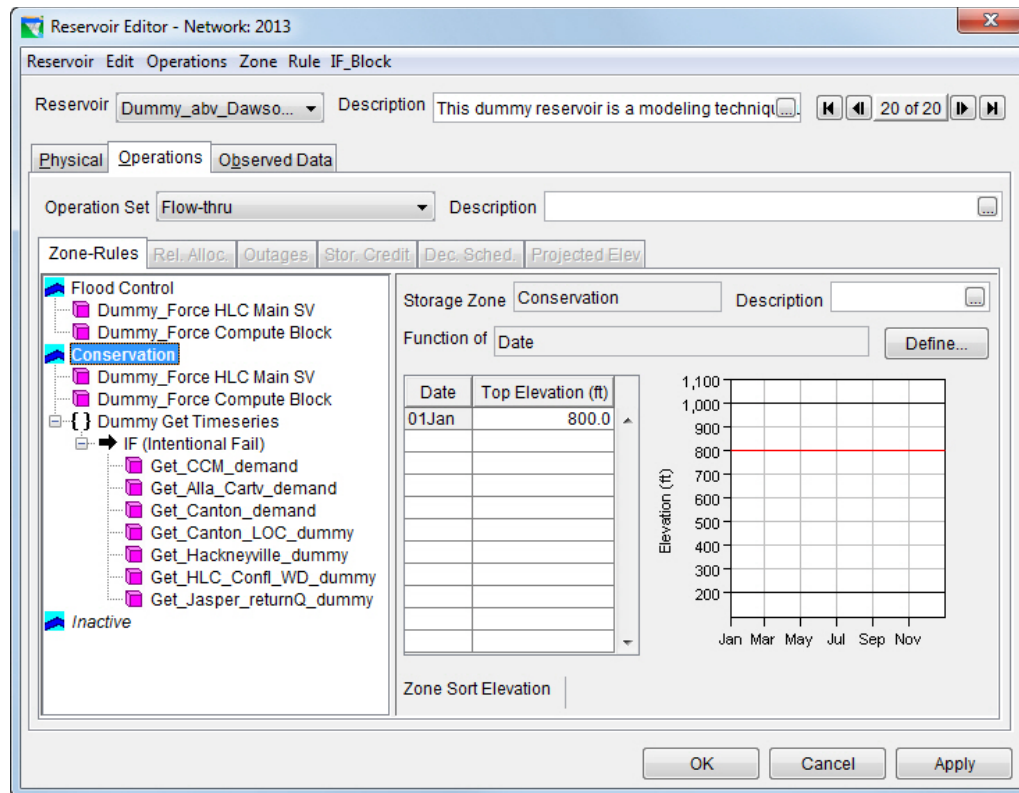 Reservoir Editor - Network: 2013
Reservoir Edit Operations Zone Rule IF_Block
Reservoir Dummy_abv_Dawso... Description This dummy reservoir is a modeling techniqu ... 20 of 20
Physical Operations Observed Data
Operation Set Flow-thru Description ...
Zone-Rules Rel. Alloc. Outages Stor. Credit Dec. Sched. Projected Elev
Flood Control
Dummy_Force HLC Main SV
Dummy_Force Compute Block
Conservation
Dummy_Force HLC Main SV
Dummy_Force Compute Block
{ } Dummy Get Timeseries
IF (Intentional Fail)
Get_CCM_demand
Get_Alla_Cartv_demand
Get_Canton_demand
Get_Canton_LOC_dummy
Get_Hackneyville_dummy
Get_HLC_Confl_WD_dummy
Get_Jasper_returnQ_dummy
Inactive
Storage Zone Conservation Description ...
Function of Date Define...
Date Top Elevation (ft)
01Jan 800.0
Elevation (ft)
1,100
1,000
900
800
700
600
500
400
300
200
Jan Mar May Jul Sep Nov
Zone Sort Elevation
OK Cancel Apply